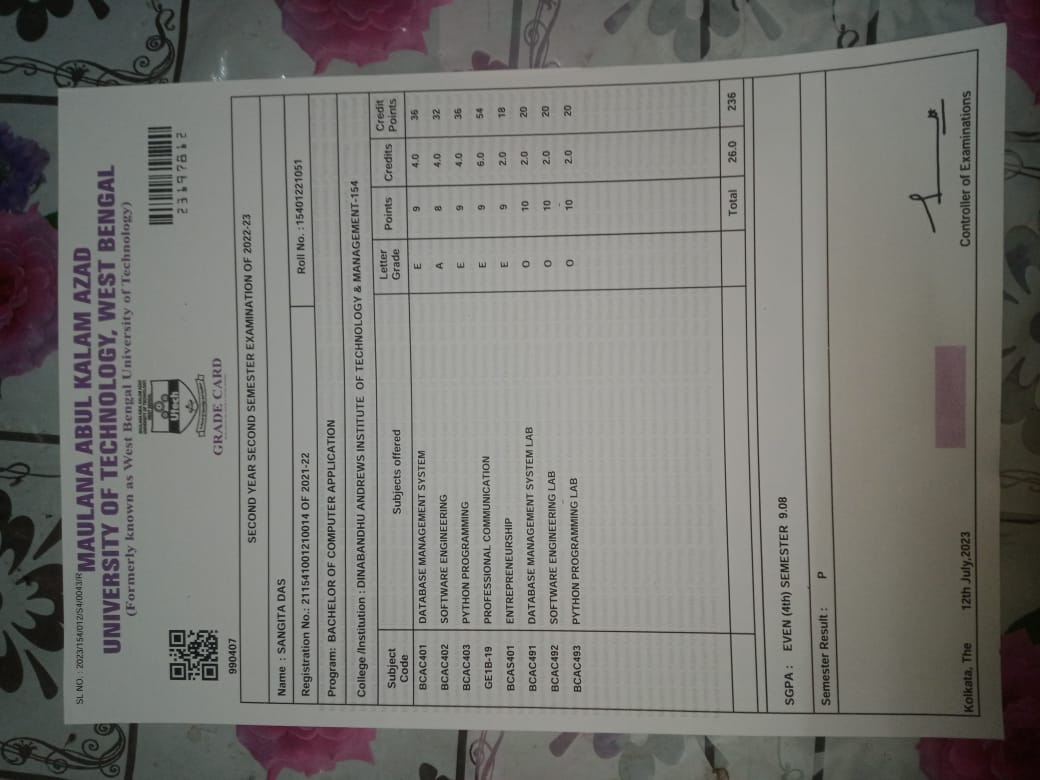 SL NO. : 2023/154/012/S4/0043/R
MAULANA ABUL KALAM AZAD
UNIVERSITY OF TECHNOLOGY, WEST BENGAL
(Formerly known as West Bengal University of Technology)
23197812
Utech
GRADE CARD
990407
SECOND YEAR SECOND SEMESTER EXAMINATION OF 2022-23
Name : SANGITA DAS
Registration No.: 211541001210014 OF 2021-22 Roll No. : 15401221051
Program: BACHELOR OF COMPUTER APPLICATION
College /Institution : DINABANDHU ANDREWS INSTITUTE OF TECHNOLOGY & MANAGEMENT-154
Subject Code Subjects offered Letter Grade Points Credits Credit Points
BCAC401 DATABASE MANAGEMENT SYSTEM E 9 4.0 36
BCAC402 SOFTWARE ENGINEERING A 8 4.0 32
BCAC403 PYTHON PROGRAMMING E 9 4.0 36
GE1B-19 PROFESSIONAL COMMUNICATION E 9 6.0 54
BCAS401 ENTREPRENEURSHIP E 9 2.0 18
BCAC491 DATABASE MANAGEMENT SYSTEM LAB O 10 2.0 20
BCAC492 SOFTWARE ENGINEERING LAB O 10 2.0 20
BCAC493 PYTHON PROGRAMMING LAB O 10 2.0 20
Total 26.0 236
SGPA : EVEN (4th) SEMESTER 9.08
Semester Result : P
Kolkata, The 12th July,2023 Controller of Examinations